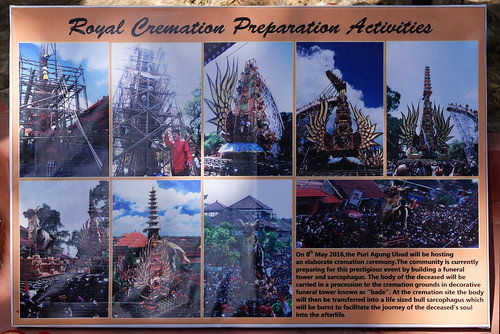 Royal Cremation Preparation Activities
On 8th May 2016,the Puri Agung Ubud will be hosting
an elaborate cremation ceremony.The community is currently
preparing for this prestigious event by building a funeral
tower and sarcophagus. The body of the deceased will be
carried in a procession to the cremation grounds in decorative
funeral tower known as ``bade´´. At the cremation site the body
will then be transferred into a life sized bull sarcophagus which
will be burnt to facilitate the journey of the deceased's soul
into the afterlife.